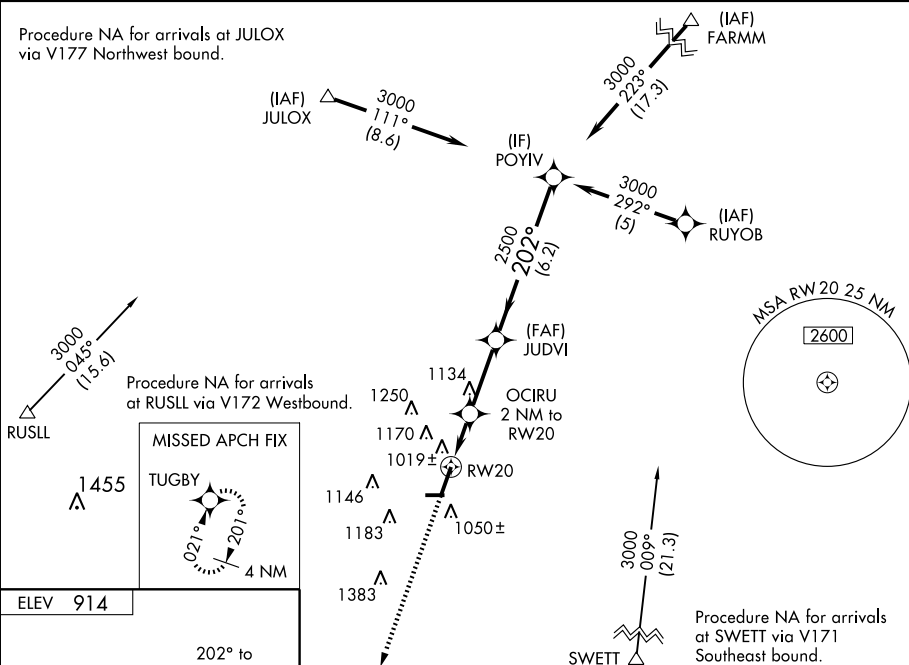 Procedure NA for arrivals at JULOX
via V177 Northwest bound.
(IAF)
FARMM
3000
223°
(17.3)
(IAF)
JULOX
3000
111°
(8.6)
(IF)
POYIV
3000
292°
(5)
(IAF)
RUYOB
2500
202°
(6.2)
MSA RW 20 25 NM
2600
(FAF)
JUDVI
3000
045°
(15.6)
RUSLL
Procedure NA for arrivals
at RUSLL via V172 Westbound.
1134
1250
OCIRU
2 NM to
RW20
1170
1019±
RW20
MISSED APCH FIX
TUGBY
021°
201°
4 NM
1455
1146
1183
1050±
1383
3000
009°
(21.3)
SWETT
Procedure NA for arrivals
at SWETT via V171
Southeast bound.
ELEV 914
202° to